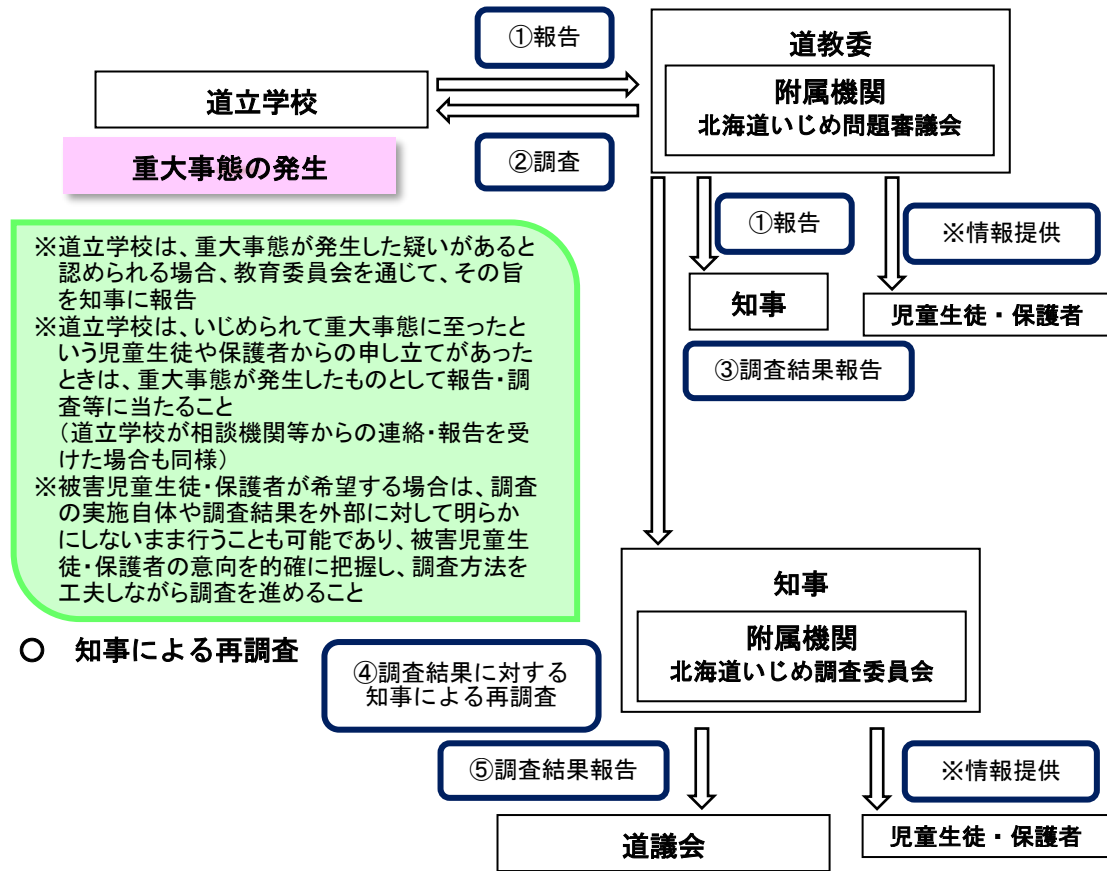 ①報告
道教委
附属機関
北海道いじめ問題審議会
道立学校
②調査
重大事態の発生
①報告
※情報提供
知事
児童生徒・保護者
③調査結果報告
※道立学校は、重大事態が発生した疑いがあると
認められる場合、教育委員会を通じて、その旨
を知事に報告
※道立学校は、いじめられて重大事態に至ったと
いう児童生徒や保護者からの申し立てがあった
ときは、重大事態が発生したものとして報告・調
査等に当たること
（道立学校が相談機関等からの連絡・報告を受
けた場合も同様）
※被害児童生徒・保護者が希望する場合は、調査
の実施自体や調査結果を外部に対して明らか
にしないまま行うことも可能であり、被害児童生
徒・保護者の意向を的確に把握し、調査方法を
工夫しながら調査を進めること
知事
附属機関
北海道いじめ調査委員会
○　知事による再調査
④調査結果に対する
知事による再調査
⑤調査結果報告
※情報提供
道議会
児童生徒・保護者